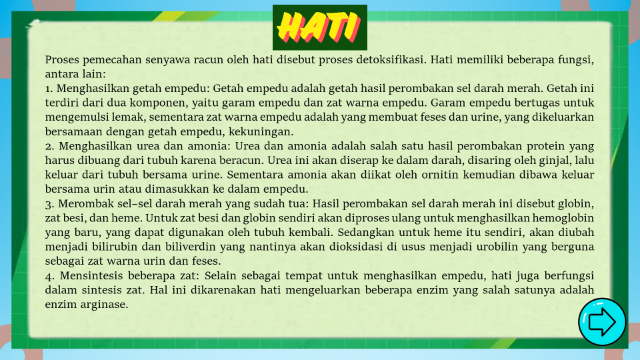 HATI
Proses pemecahan senyawa racun oleh hati disebut proses detoksifikasi. Hati memiliki beberapa fungsi,
antara lain:
1. Menghasilkan getah empedu: Getah empedu adalah getah hasil perombakan sel darah merah. Getah ini
terdiri dari dua komponen, yaitu garam empedu dan zat warna empedu. Garam empedu bertugas untuk
mengemulsi lemak, sementara zat warna empedu adalah yang membuat feses dan urine, yang dikeluarkan
bersamaan dengan getah empedu, kekuningan.
2. Menghasilkan urea dan amonia: Urea dan amonia adalah salah satu hasil perombakan protein yang
harus dibuang dari tubuh karena beracun. Urea ini akan diserap ke dalam darah, disaring oleh ginjal, lalu
keluar dari tubuh bersama urine. Sementara amonia akan diikat oleh ornitin kemudian dibawa keluar
bersama urin atau dimasukkan ke dalam empedu.
3. Merombak sel-sel darah merah yang sudah tua: Hasil perombakan sel darah merah ini disebut globin,
zat besi, dan heme. Untuk zat besi dan globin sendiri akan diproses ulang untuk menghasilkan hemoglobin
yang baru, yang dapat digunakan oleh tubuh kembali. Sedangkan untuk heme itu sendiri, akan diubah
menjadi bilirubin dan biliverdin yang nantinya akan dioksidasi di usus menjadi urobilin yang berguna
sebagai zat warna urin dan feses.
4. Mensintesis beberapa zat: Selain sebagai tempat untuk menghasilkan empedu, hati juga berfungsi
dalam sintesis zat. Hal ini dikarenakan hati mengeluarkan beberapa enzim yang salah satunya adalah
enzim arginase.